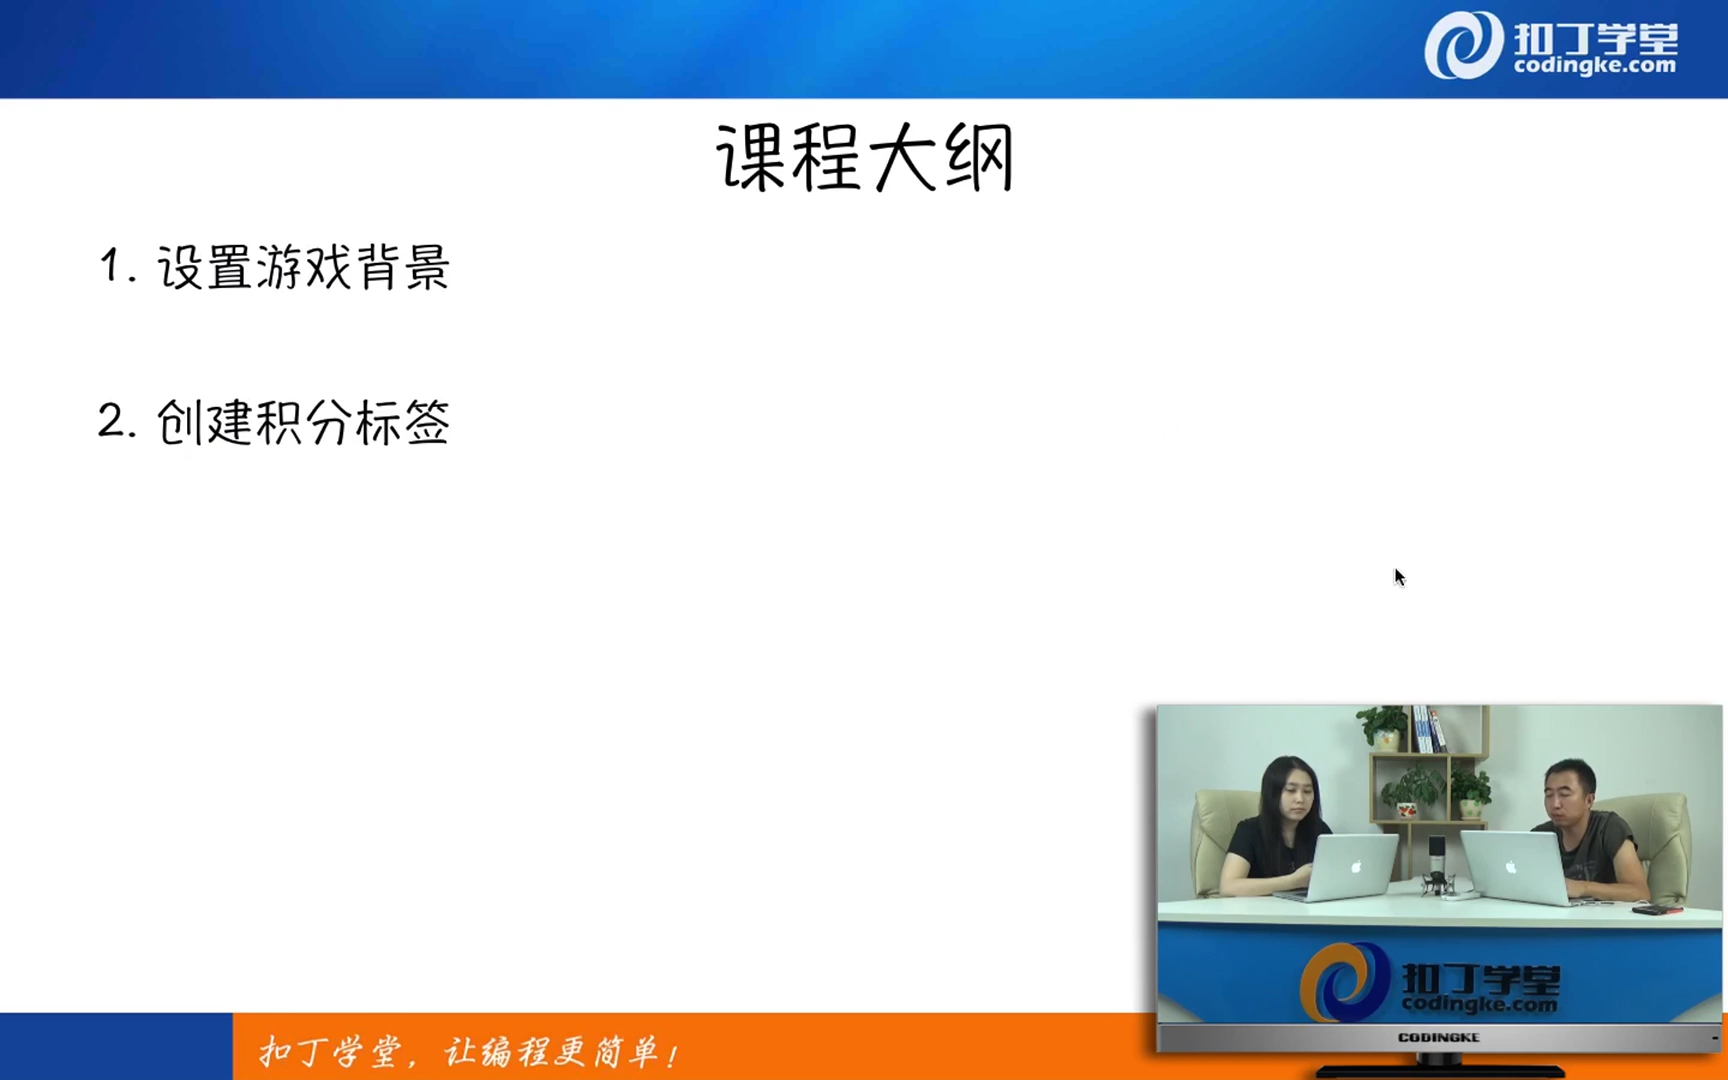 扣丁学堂
codingke.com
课程大纲
1. 设置游戏背景
2. 创建积分标签
扣丁学堂
codingke.com
CODINGKE
扣丁学堂，让编程更简单！